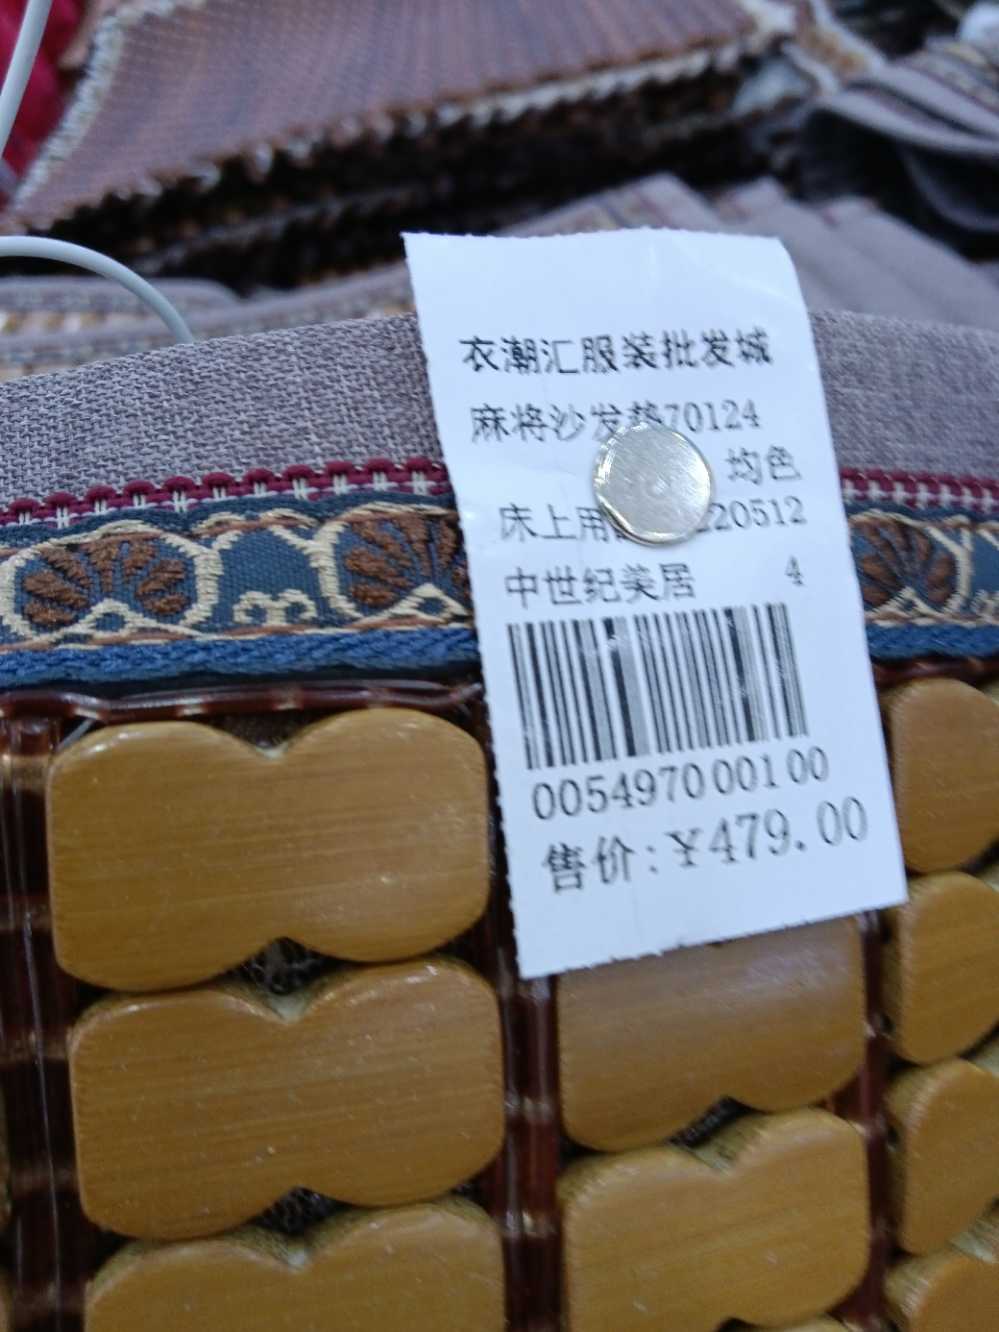 衣潮汇服装批发城
麻将沙发垫70124
均色
床上用 220512
中世纪美居 4
0054970 001 00
售价:¥479.00